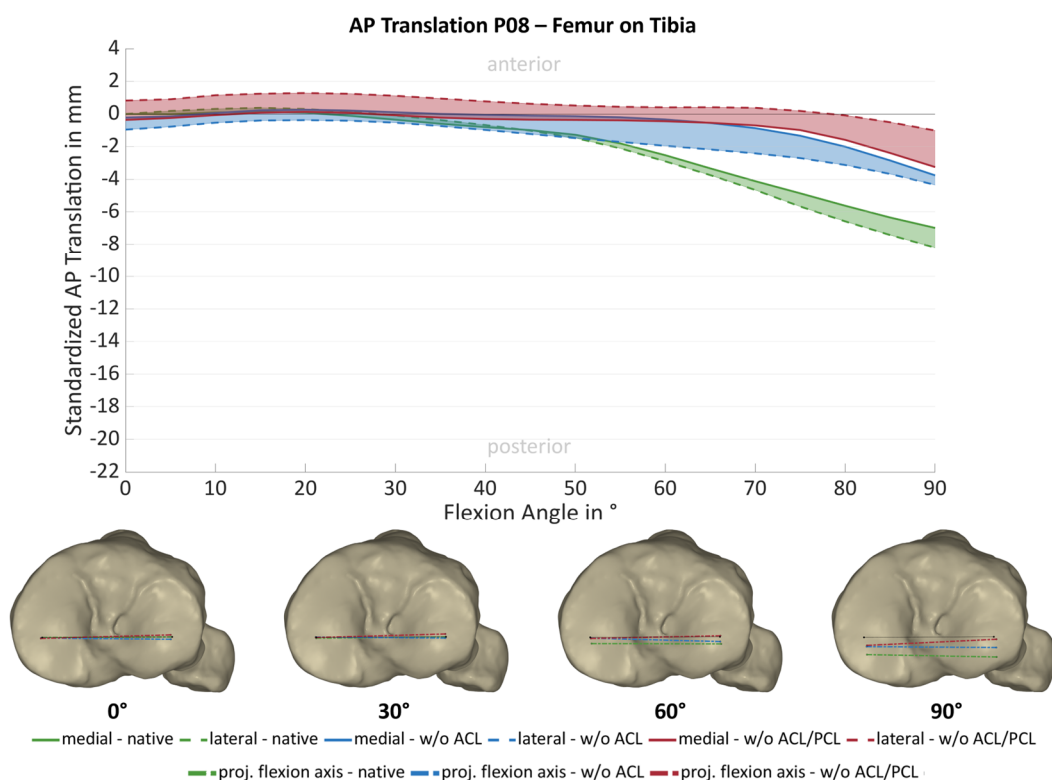 AP Translation P08 – Femur on Tibia
4
anterior
2
0
-2
-4
-6
-8
-10
-12
-14
-16
-18
-20
posterior
-22
Standardized AP Translation in mm
0 10 20 30 40 50 60 70 80 90
Flexion Angle in °
0° 30° 60° 90°
medial - native lateral - native medial - w/o ACL lateral - w/o ACL medial - w/o ACL/PCL lateral - w/o ACL/PCL
proj. flexion axis - native proj. flexion axis - w/o ACL proj. flexion axis - w/o ACL/PCL